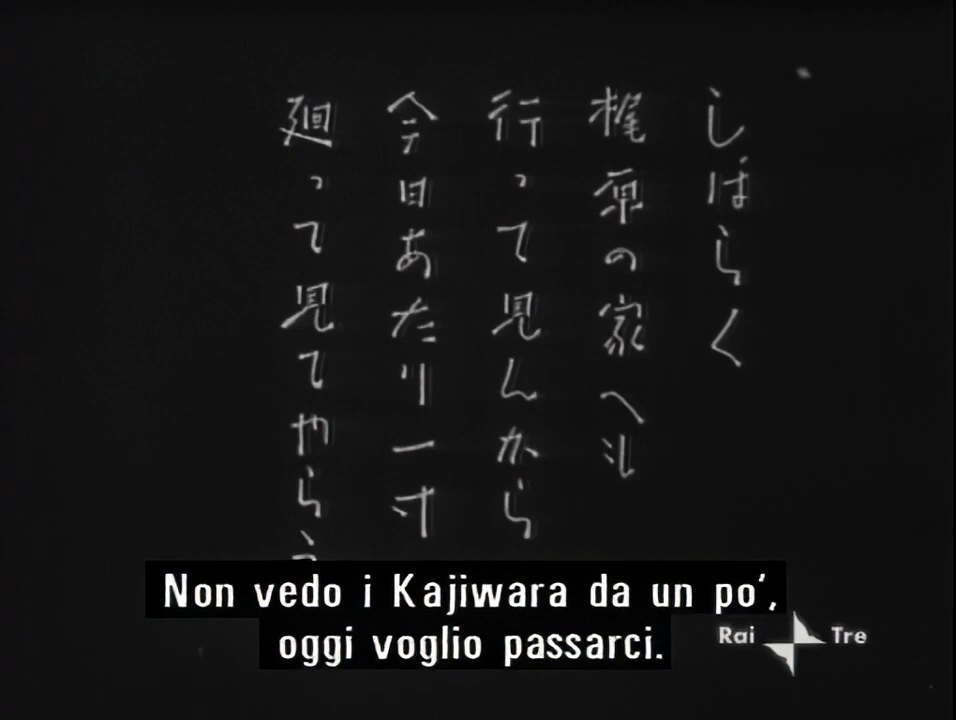 しばらく
梶原の家へも
行って見んから
今日あたり一寸
廻って見てやらう
Non vedo i Kajiwara da un po',
oggi voglio passarci.
Rai Tre